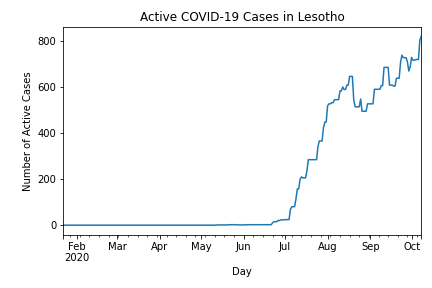 Active COVID-19 Cases in Lesotho
800
600
400
200
0
Number of Active Cases
Feb Mar Apr May Jun Jul Aug Sep Oct
2020
Day